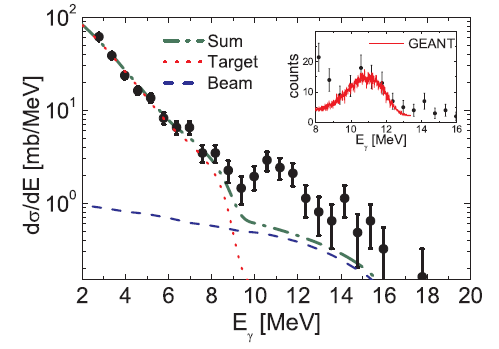 Sum
Target
Beam
GEANT
counts
20
10
0
8 10 12 14 16
Eγ [MeV]
dσ/dE [mb/MeV]
10²
10¹
10⁰
2 4 6 8 10 12 14 16 18 20
Eγ [MeV]